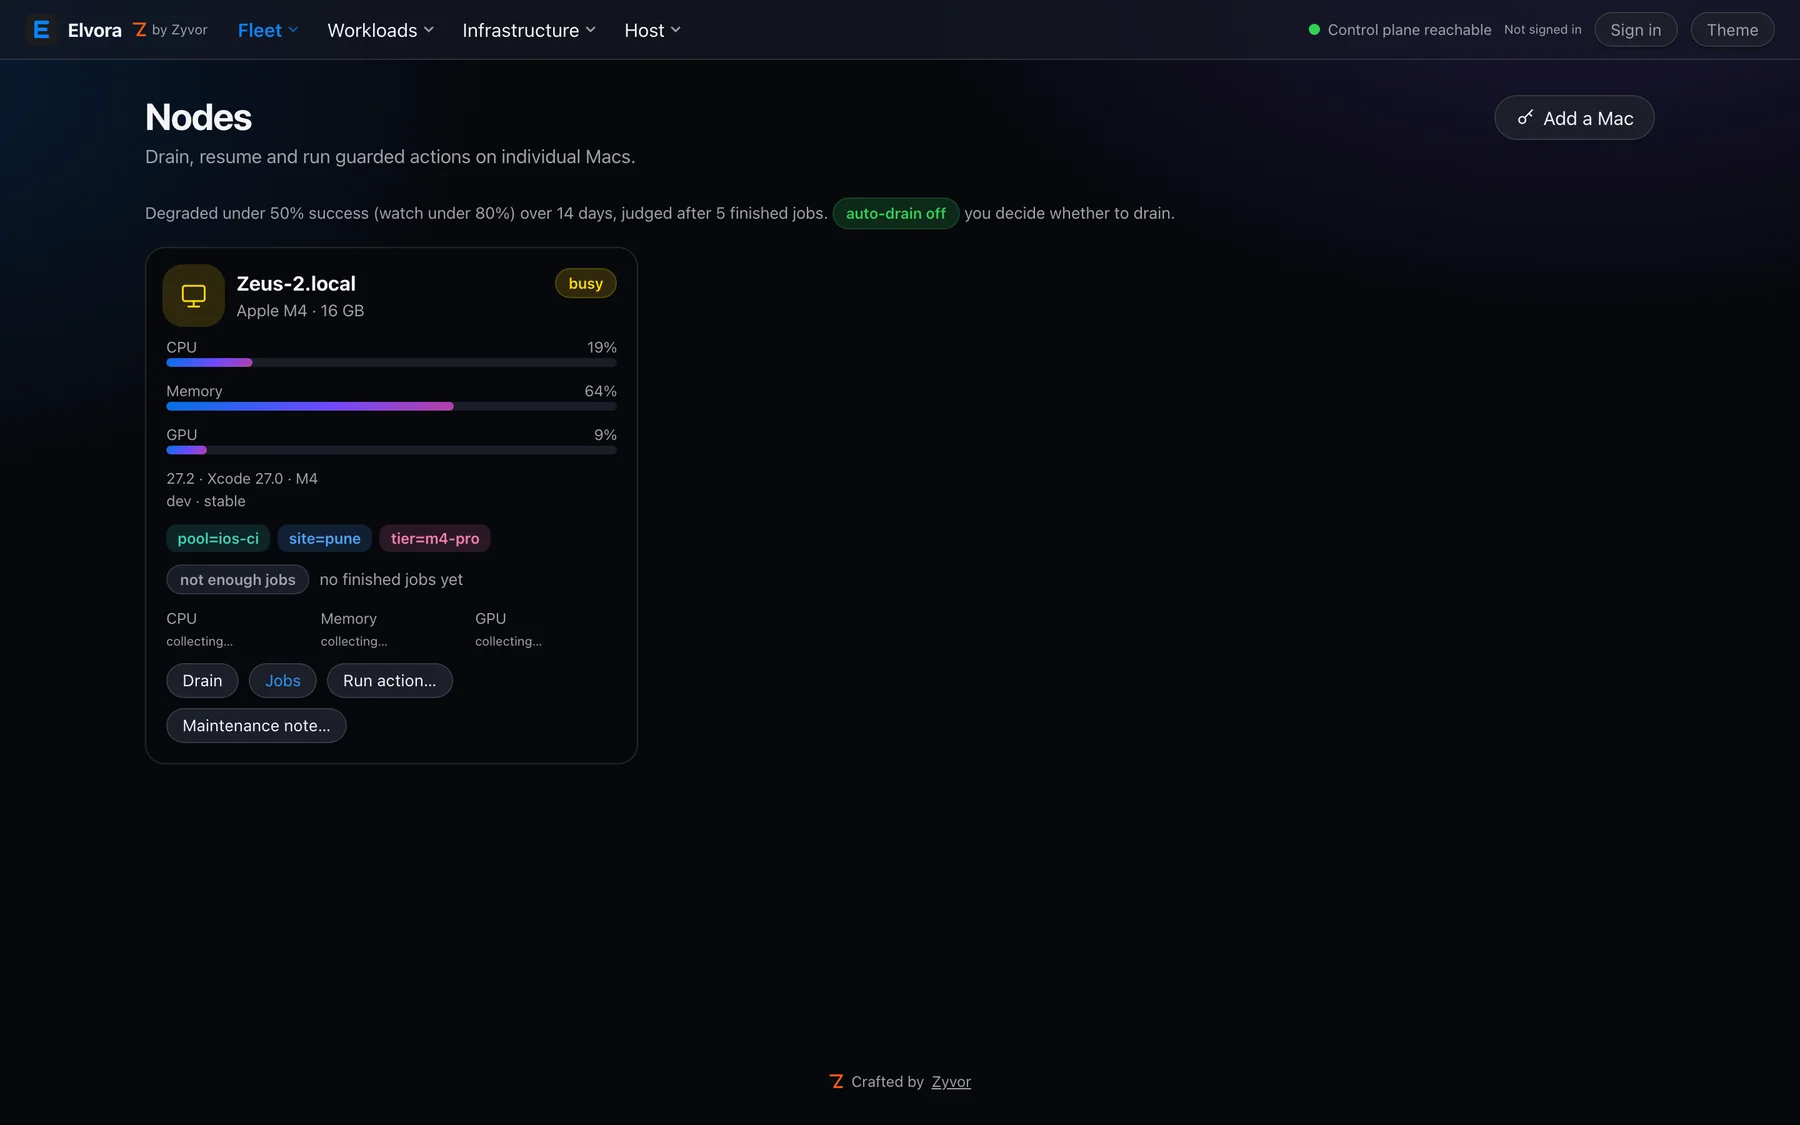 E Elvora Z by Zyvor Fleet Workloads Infrastructure Host Control plane reachable Not signed in Sign in Theme
Nodes
Add a Mac
Drain, resume and run guarded actions on individual Macs.
Degraded under 50% success (watch under 80%) over 14 days, judged after 5 finished jobs. auto-drain off you decide whether to drain.
Zeus-2.local
busy
Apple M4 · 16 GB
CPU 19%
Memory 64%
GPU 9%
27.2 · Xcode 27.0 · M4
dev · stable
pool=ios-ci site=pune tier=m4-pro
not enough jobs no finished jobs yet
CPU Memory GPU
collecting... collecting... collecting...
Drain Jobs Run action...
Maintenance note...
Z Crafted by Zyvor